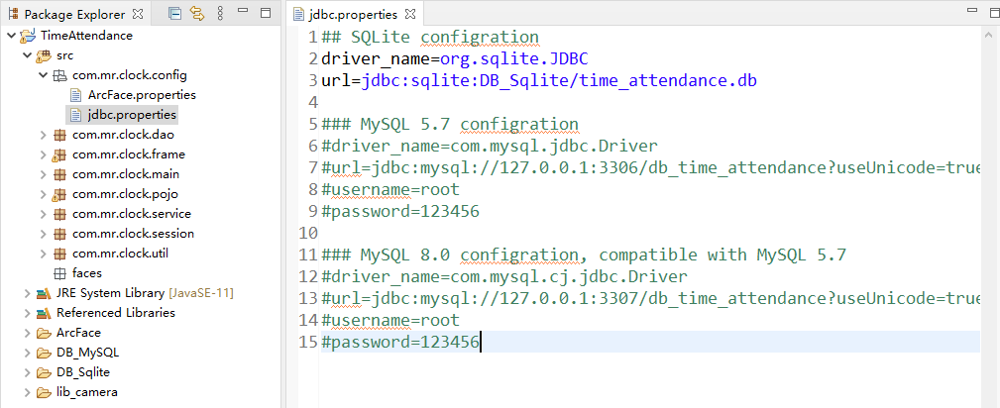 Package Explorer
TimeAttendance
src
com.mr.clock.config
ArcFace.properties
jdbc.properties
com.mr.clock.dao
com.mr.clock.frame
com.mr.clock.main
com.mr.clock.pojo
com.mr.clock.service
com.mr.clock.session
com.mr.clock.util
faces
JRE System Library [JavaSE-11]
Referenced Libraries
ArcFace
DB_MySQL
DB_Sqlite
lib_camera
jdbc.properties
1 ## SQLite configration
2 driver_name=org.sqlite.JDBC
3 url=jdbc:sqlite:DB_Sqlite/time_attendance.db
4
5 ### MySQL 5.7 configration
6 #driver_name=com.mysql.jdbc.Driver
7 #url=jdbc:mysql://127.0.0.1:3306/db_time_attendance?useUnicode=true
8 #username=root
9 #password=123456
10
11 ### MySQL 8.0 configration, compatible with MySQL 5.7
12 #driver_name=com.mysql.cj.jdbc.Driver
13 #url=jdbc:mysql://127.0.0.1:3307/db_time_attendance?useUnicode=true
14 #username=root
15 #password=123456